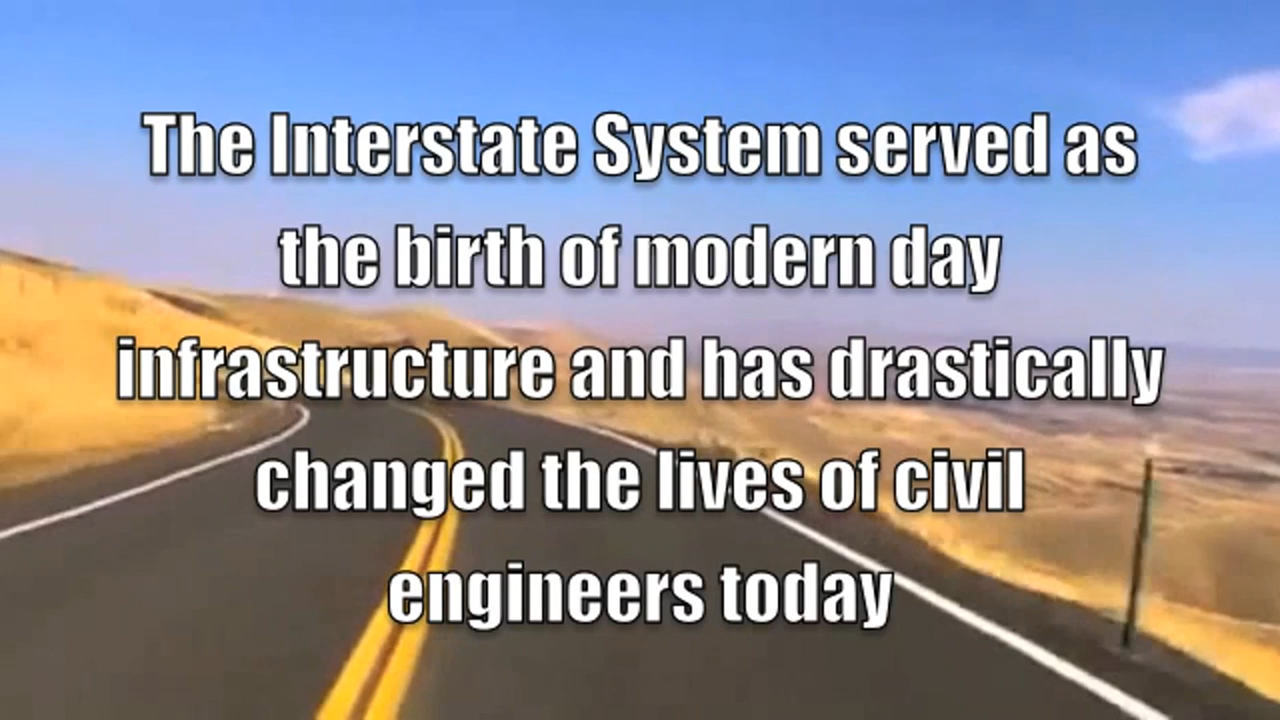 The Interstate System served as
the birth of modern day
infrastructure and has drastically
changed the lives of civil
engineers today